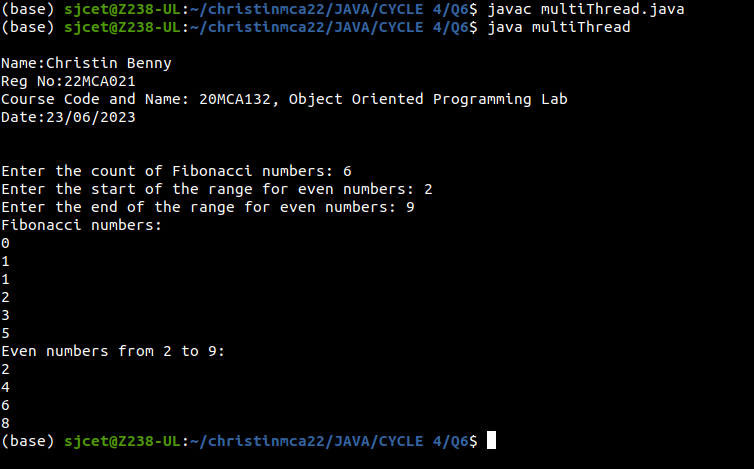 (base) sjcet@Z238-UL:~/christinmca22/JAVA/CYCLE 4/Q6$ javac multiThread.java
(base) sjcet@Z238-UL:~/christinmca22/JAVA/CYCLE 4/Q6$ java multiThread
Name:Christin Benny
Reg No:22MCA021
Course Code and Name: 20MCA132, Object Oriented Programming Lab
Date:23/06/2023
Enter the count of Fibonacci numbers: 6
Enter the start of the range for even numbers: 2
Enter the end of the range for even numbers: 9
Fibonacci numbers:
0
1
1
2
3
5
Even numbers from 2 to 9:
2
4
6
8
(base) sjcet@Z238-UL:~/christinmca22/JAVA/CYCLE 4/Q6$